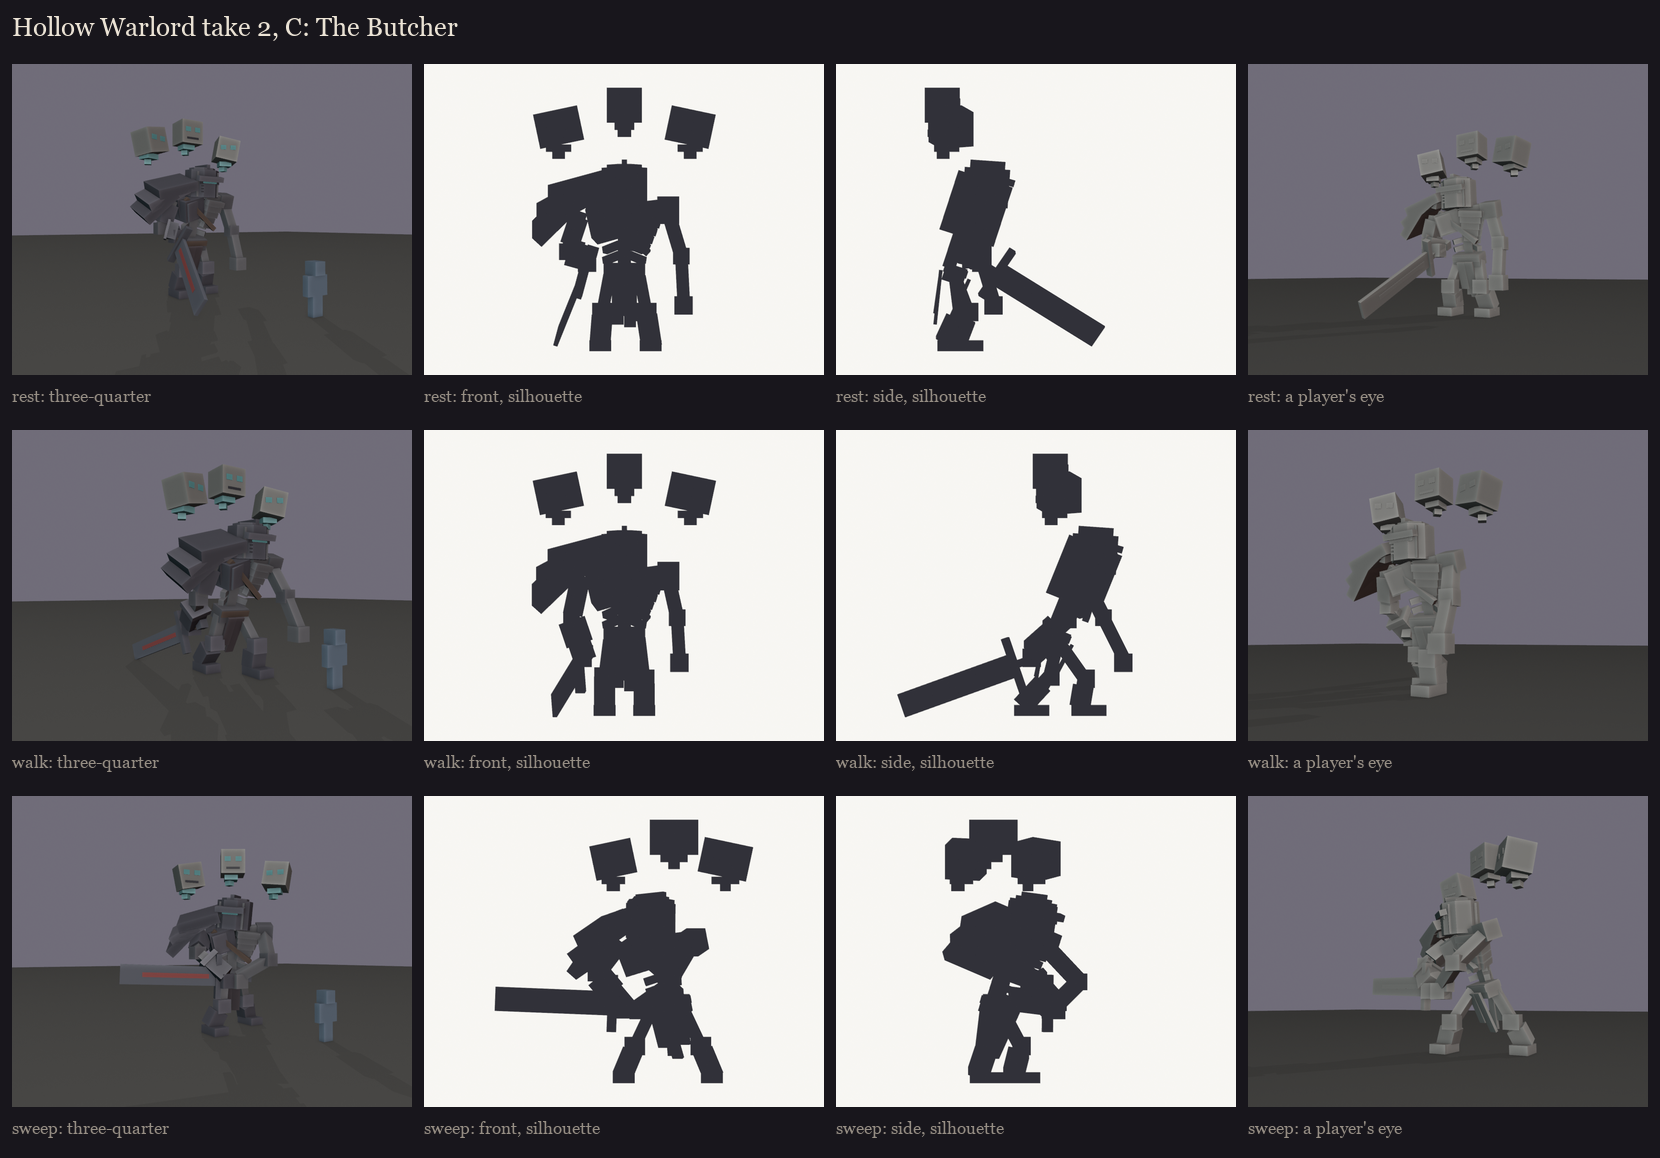 Hollow Warlord take 2, C: The Butcher
rest: three-quarter
rest: front, silhouette
rest: side, silhouette
rest: a player's eye
walk: three-quarter
walk: front, silhouette
walk: side, silhouette
walk: a player's eye
sweep: three-quarter
sweep: front, silhouette
sweep: side, silhouette
sweep: a player's eye